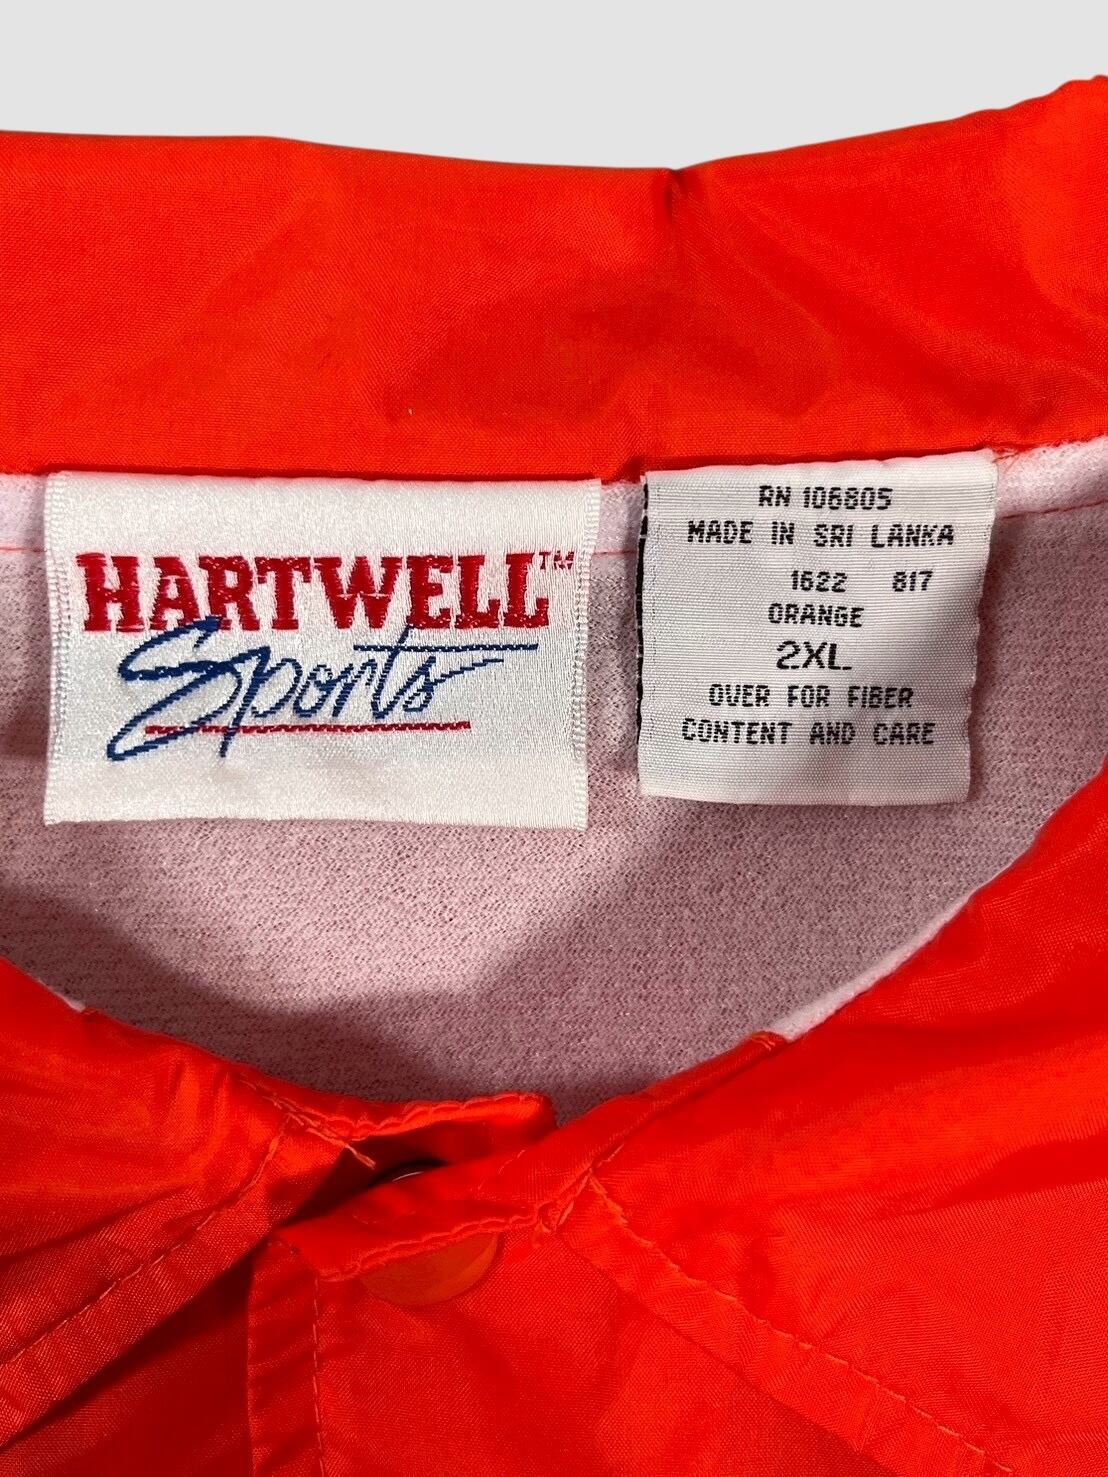 HARTWELL™
Sports
RN 106805
MADE IN SRI LANKA
1622 817
ORANGE
2XL
OVER FOR FIBER
CONTENT AND CARE